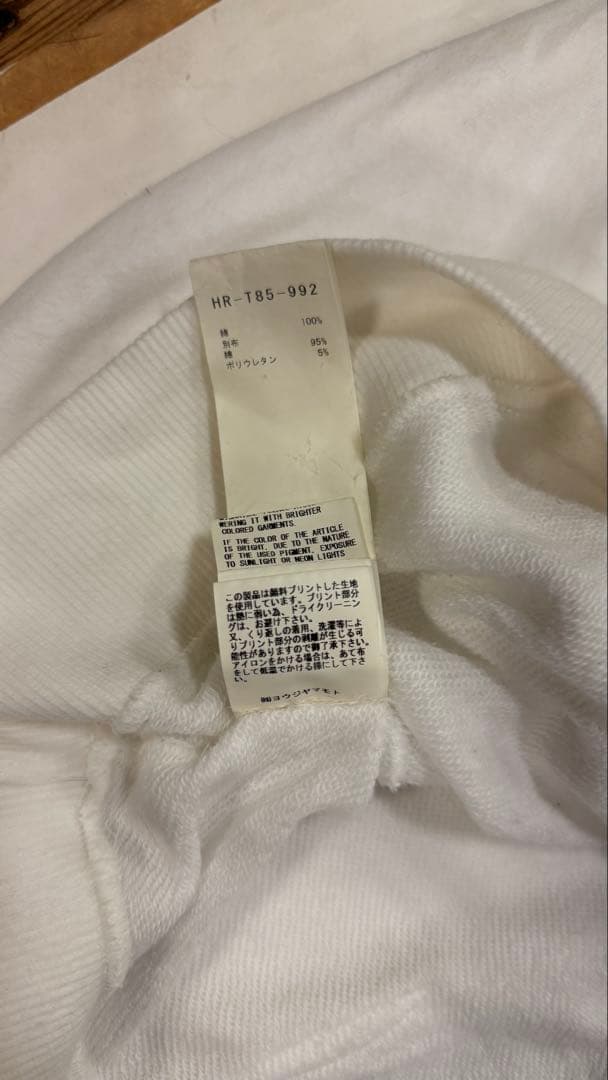 HR-T85-992
綿 100%
別布
綿 95%
ポリウレタン 5%
WERING IT WITH BRIGHTER
COLORED GARMENTS.
IF THE COLOR OF THE ARTICLE
IS BRIGHT, DUE TO THE NATURE
OF THE USED PIGMENT, EXPOSURE
TO SUNLIGHT OR NEON LIGHTS
この製品は顔料プリントした生地
を使用しています。プリント部分
は熱に弱い為、ドライクリーニン
グは、お避け下さい。
又、くり返しの着用、洗濯等によ
りプリント部分の剥離が生じる可
能性がありますので御了承下さい。
アイロンをかける場合は、あて布
をして低温でかける様にして下さ
い。
㈱ヨウジヤマモト